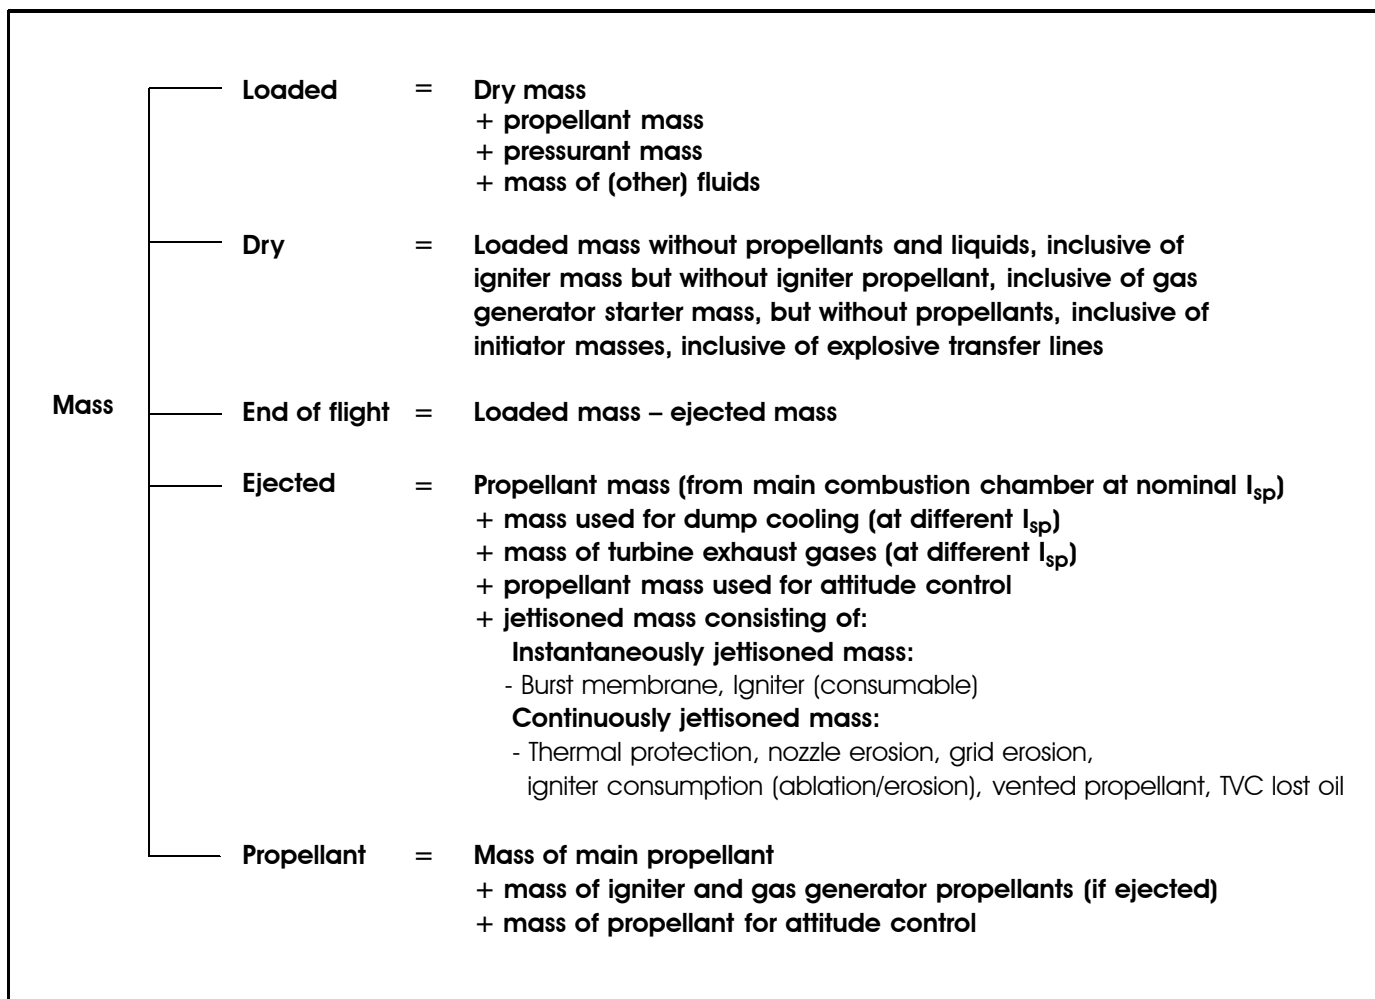 Loaded = Dry mass
+ propellant mass
+ pressurant mass
+ mass of (other) fluids
Dry = Loaded mass without propellants and liquids, inclusive of
igniter mass but without igniter propellant, inclusive of gas
generator starter mass, but without propellants, inclusive of
initiator masses, inclusive of explosive transfer lines
Mass
End of flight = Loaded mass – ejected mass
Ejected = Propellant mass (from main combustion chamber at nominal Isp)
+ mass used for dump cooling (at different Isp)
+ mass of turbine exhaust gases (at different Isp)
+ propellant mass used for attitude control
+ jettisoned mass consisting of:
Instantaneously jettisoned mass:
- Burst membrane, Igniter (consumable)
Continuously jettisoned mass:
- Thermal protection, nozzle erosion, grid erosion,
igniter consumption (ablation/erosion), vented propellant, TVC lost oil
Propellant = Mass of main propellant
+ mass of igniter and gas generator propellants (if ejected)
+ mass of propellant for attitude control